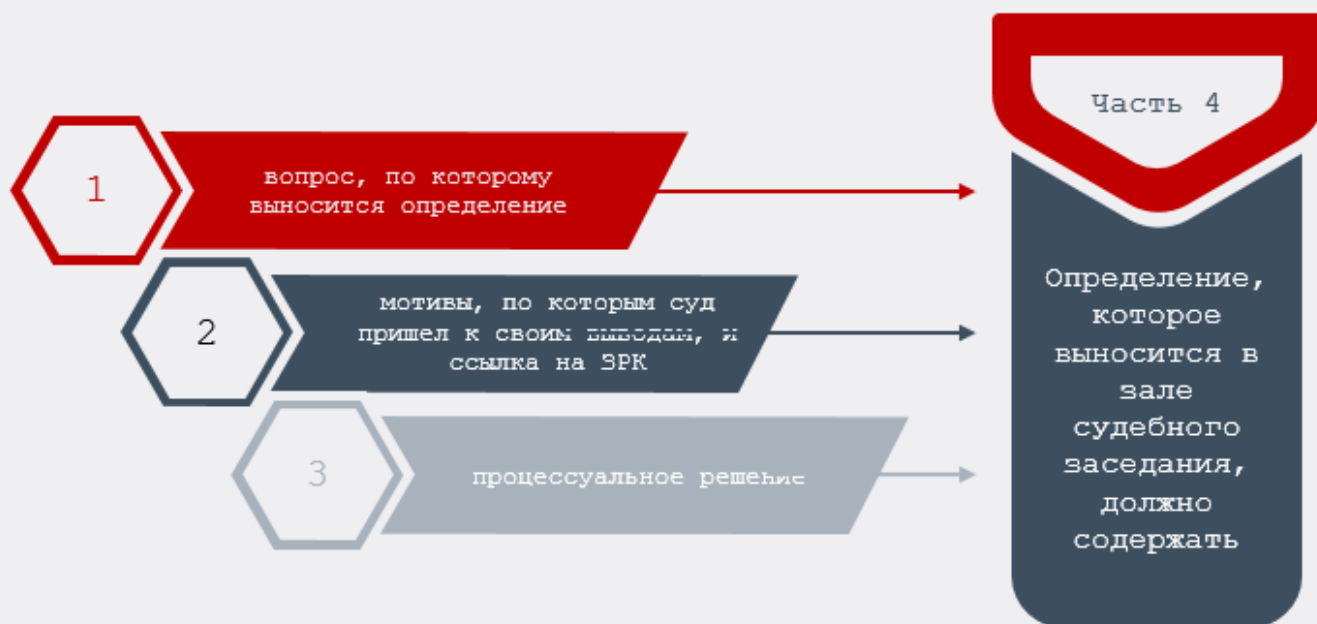 Часть 4
1
вопрос, по которому
выносится определение
2
мотивы, по которым суд
пришел к своим выводам, и
ссылка на ЗРК
3
процессуальное решение
Определение,
которое
выносится в
зале
судебного
заседания,
должно
содержать